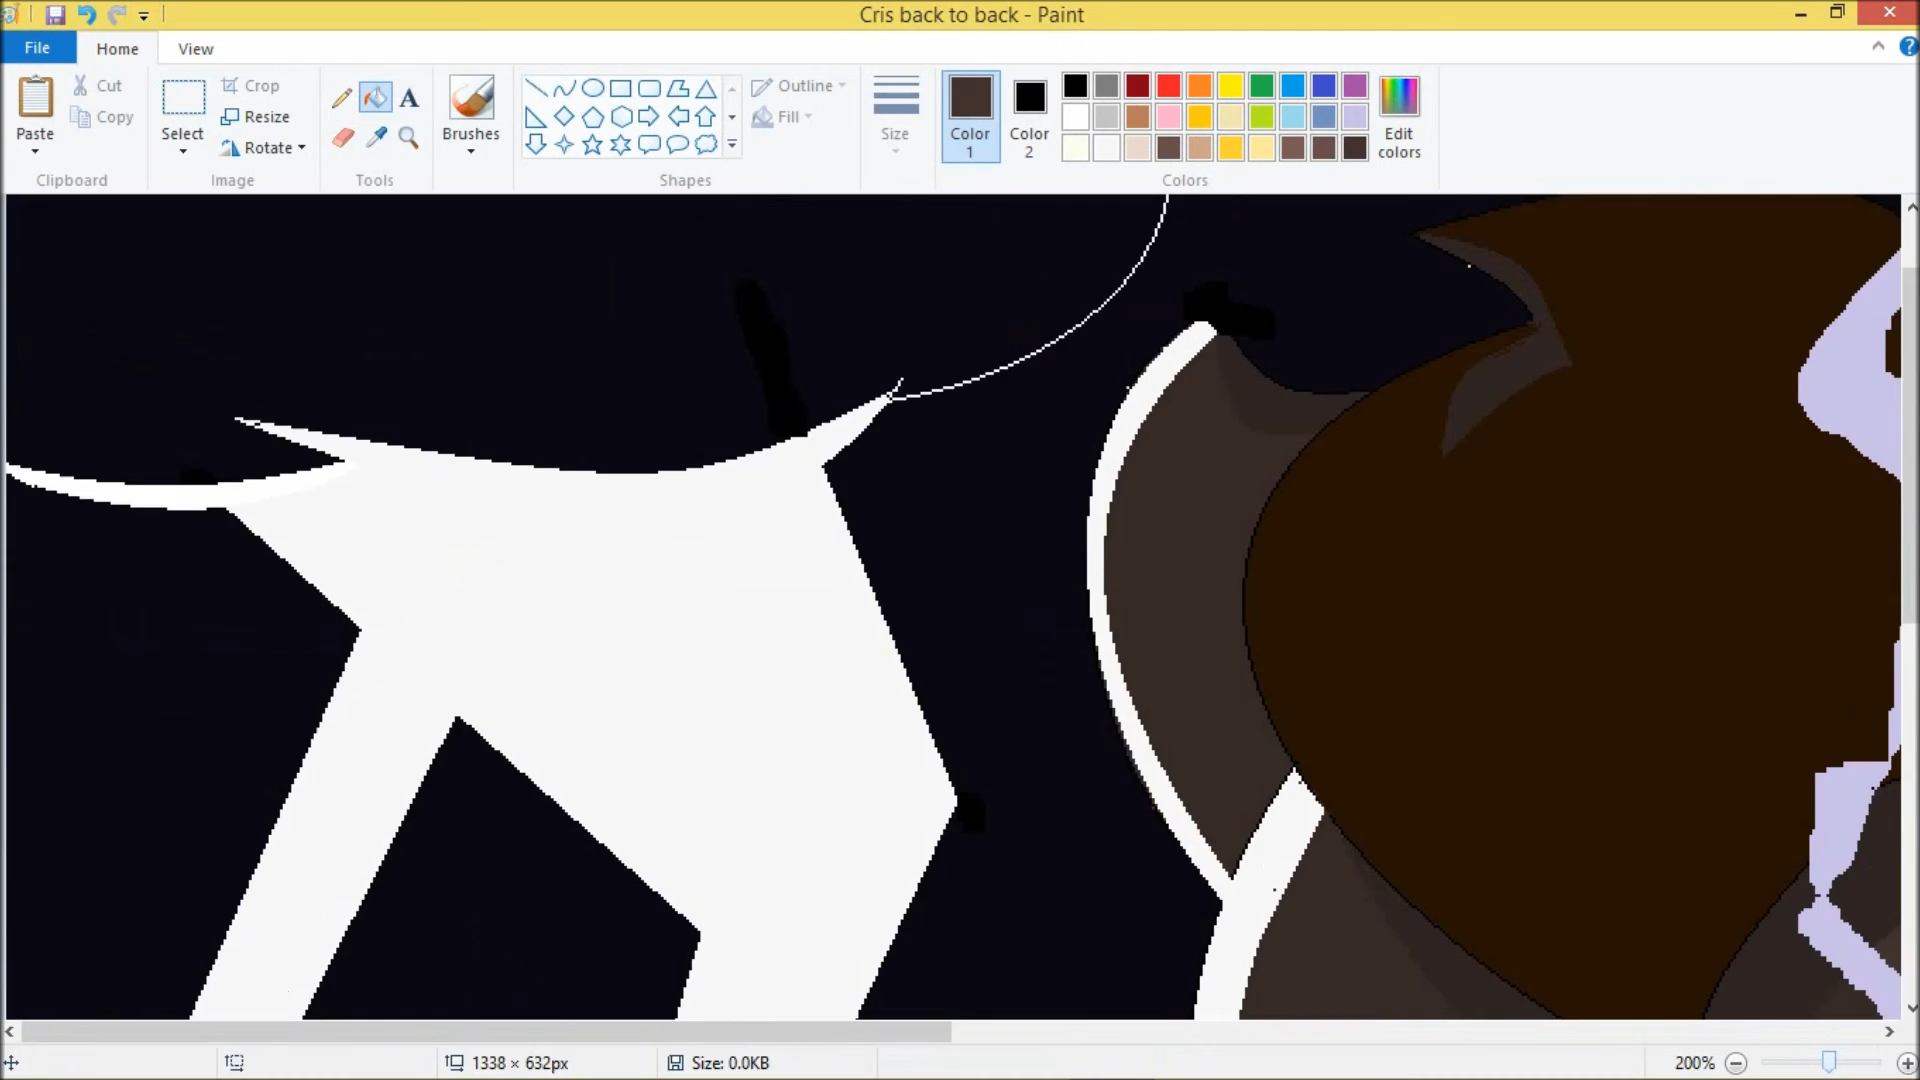 Cris back to back - Paint
File
Home
View
Paste
Cut
Copy
Clipboard
Select
Crop
Resize
Rotate
Image
A
Tools
Brushes
Outline
Fill
Shapes
Size
Color
1
Color
2
Edit
colors
Colors
1338 × 632px
Size: 0.0KB
200%